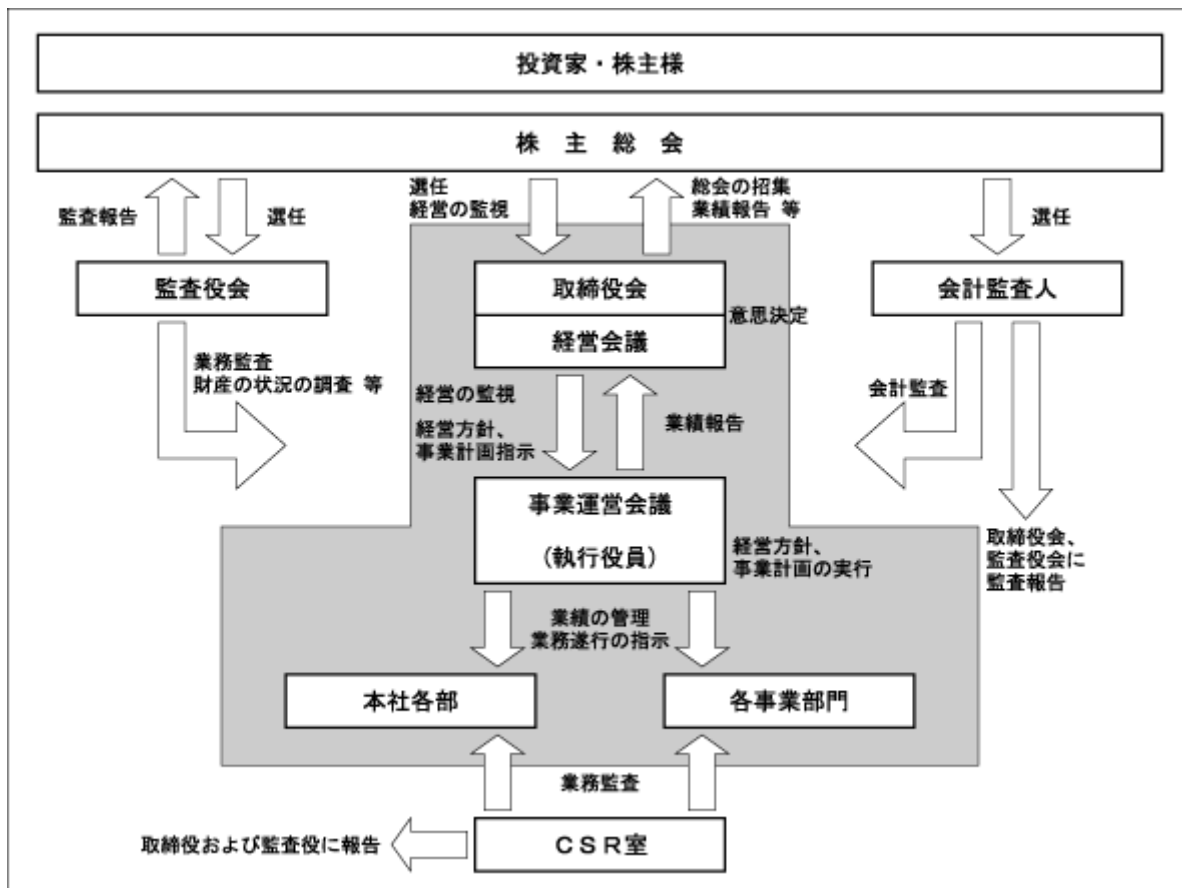 投資家・株主様
株 主 総 会
監査報告
選任
選任
経営の監視
総会の招集
業績報告 等
選任
監査役会
取締役会
経営会議
意思決定
会計監査人
業務監査
財産の状況の調査 等
経営の監視
経営方針、
事業計画指示
業績報告
会計監査
事業運営会議
(執行役員)
経営方針、
事業計画の実行
取締役会、
監査役会に
監査報告
業績の管理
業務遂行の指示
本社各部
各事業部門
業務監査
取締役および監査役に報告
CSR室